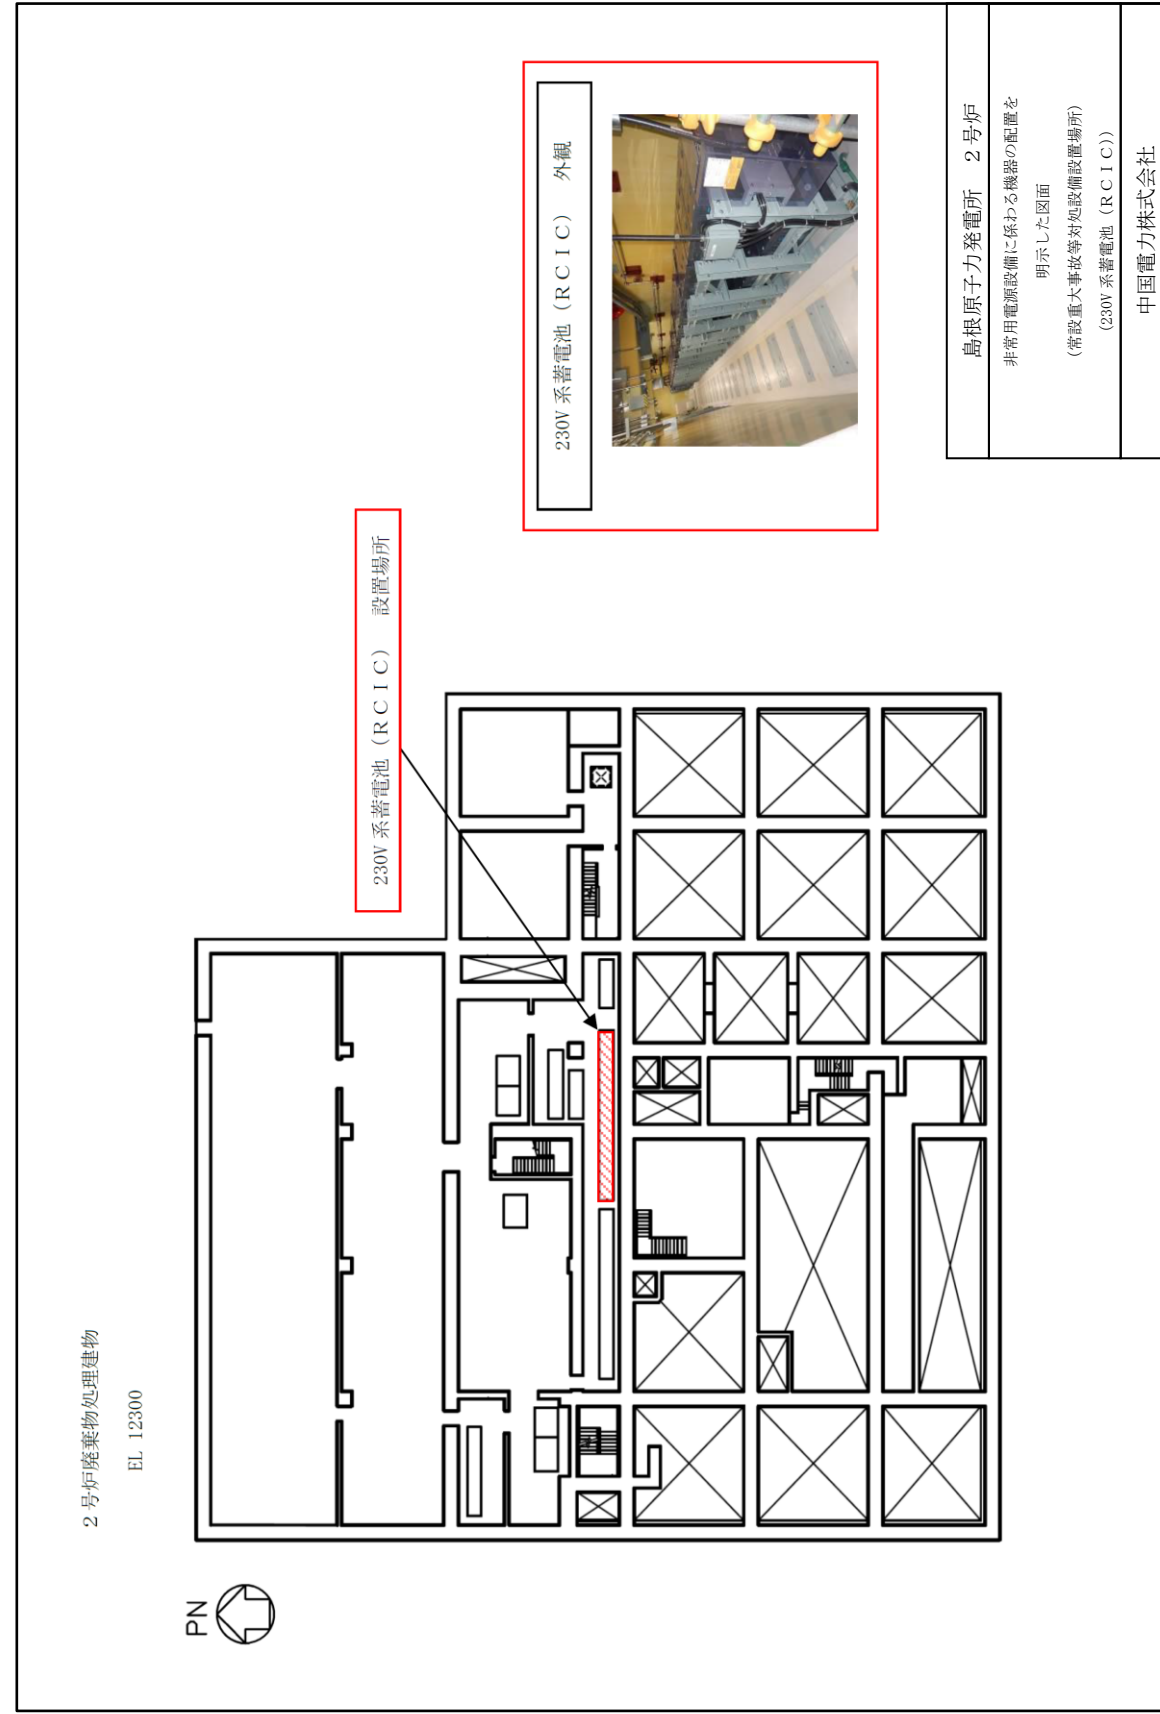 2号炉廃棄物処理建物
EL 12300
PN
230V 系蓄電池（ＲＣＩＣ）　設置場所
230V 系蓄電池（ＲＣＩＣ）　外観
島根原子力発電所　２号炉
非常用電源設備に係わる機器の配置を
明示した図面
（常設重大事故等対処設備設置場所）
（230V 系蓄電池（ＲＣＩＣ））
中国電力株式会社